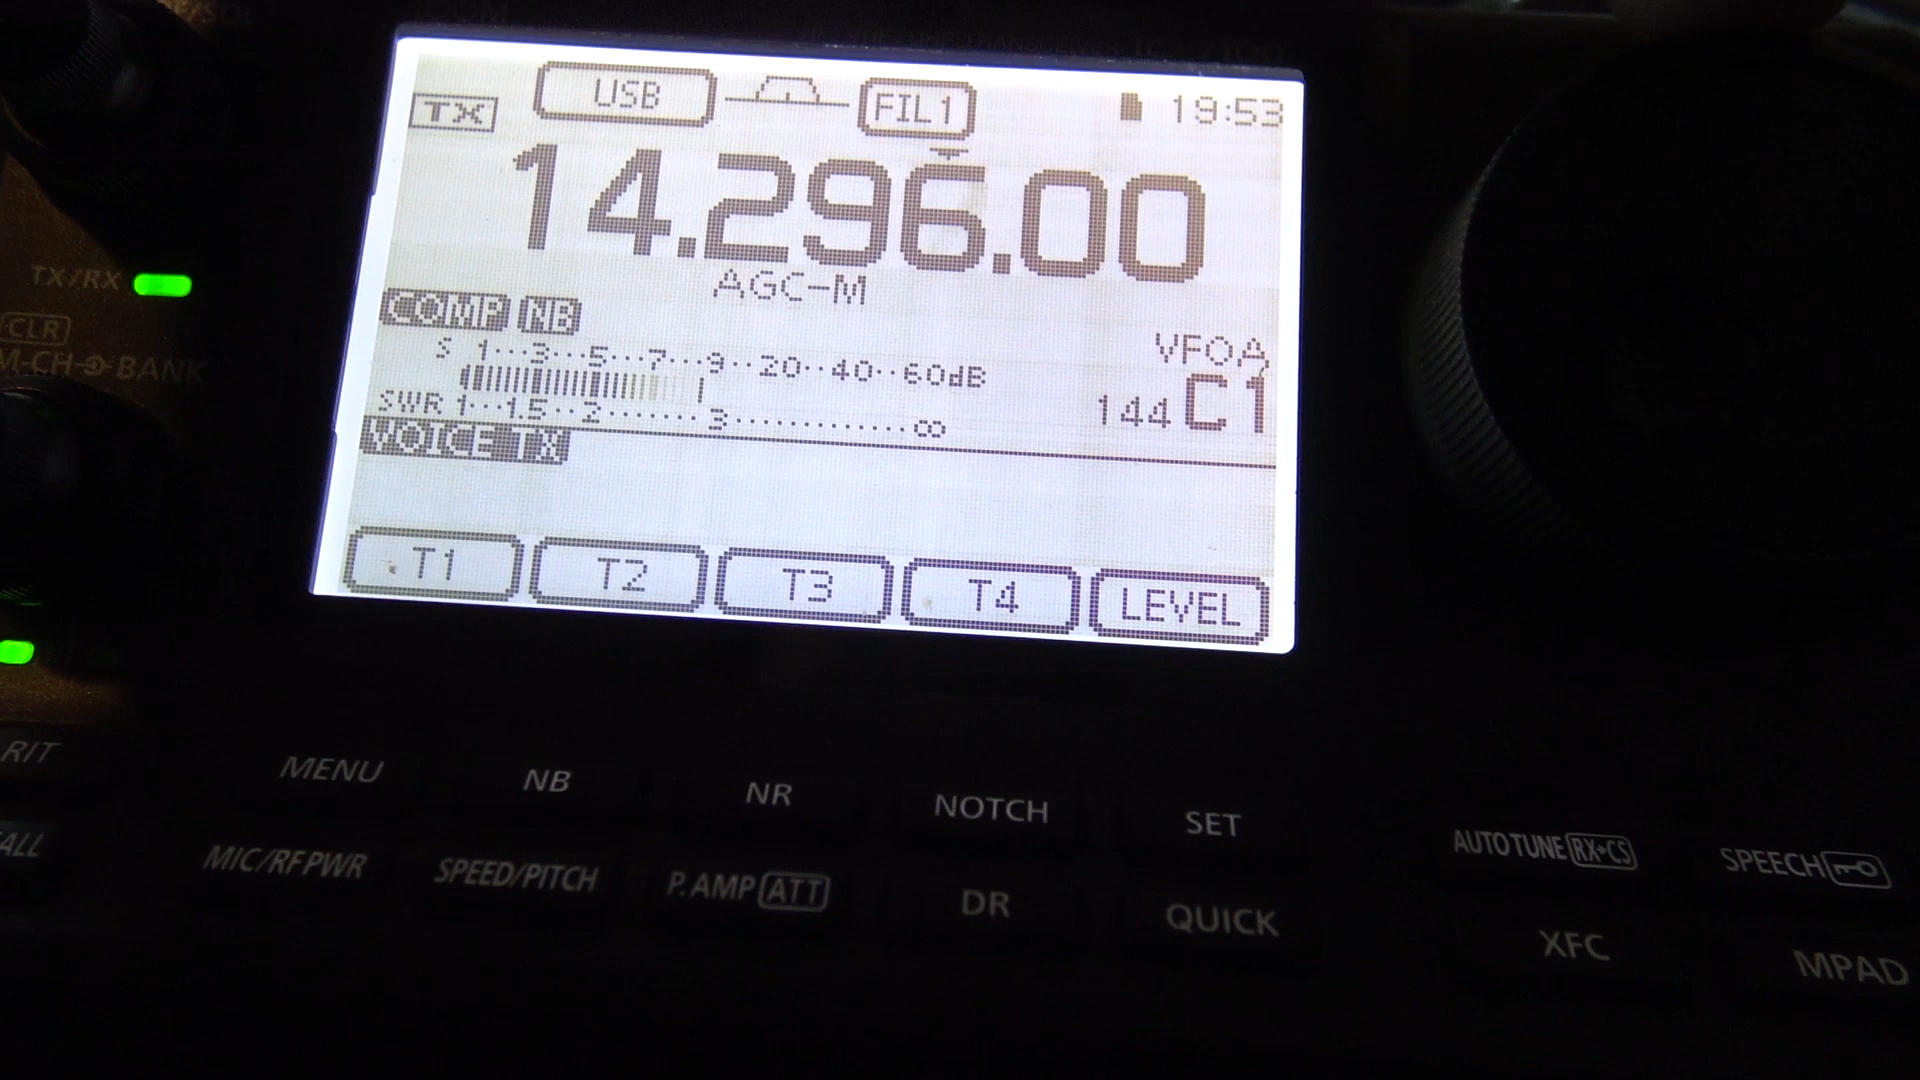 TX USB FIL1 19:53
14.296.00
AGC-M
COMP NB
S 1···3···5···7···9··20··40··60dB
VFOA
SWR 1···1.5··2·······3············∞
144 C1
VOICE TX
T1 T2 T3 T4 LEVEL
TX/RX
CLR
M-CH BANK
RIT
MENU NB NR NOTCH SET
AUTO TUNE RX→CS SPEECH
MIC/RF PWR SPEED/PITCH P.AMP ATT DR QUICK
XFC MPAD